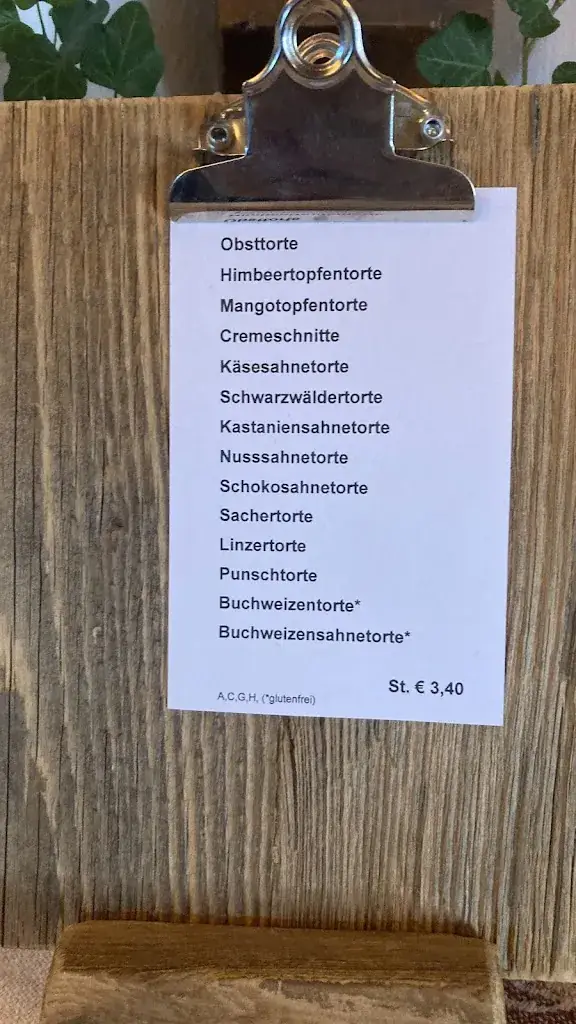 Obsttorte
Himbeertopfentorte
Mangotopfentorte
Cremeschnitte
Käsesahnetorte
Schwarzwäldertorte
Kastaniensahnetorte
Nusssahnetorte
Schokosahnetorte
Sachertorte
Linzertorte
Punschtorte
Buchweizentorte*
Buchweizensahnetorte*
St. € 3,40
A,C,G,H, (*glutenfrei)